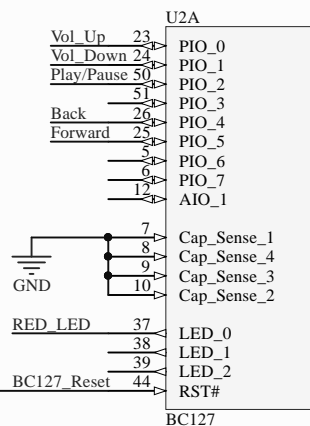 U2A
Vol_Up 23 PIO_0
Vol_Down 24 PIO_1
Play/Pause 50 PIO_2
51 PIO_3
Back 26 PIO_4
Forward 25 PIO_5
5 PIO_6
6 PIO_7
12 AIO_1
7 Cap_Sense_1
8 Cap_Sense_4
9 Cap_Sense_3
10 Cap_Sense_2
GND
RED_LED 37 LED_0
38 LED_1
39 LED_2
BC127_Reset 44 RST#
BC127